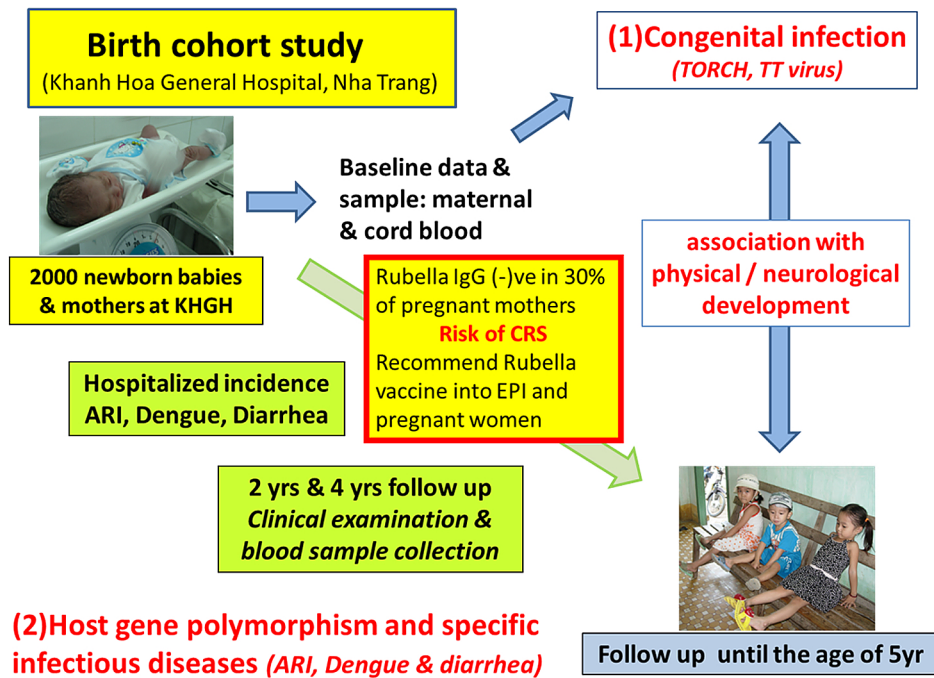 Birth cohort study
(Khanh Hoa General Hospital, Nha Trang)
(1)Congenital infection
(TORCH, TT virus)
Baseline data &
sample: maternal
& cord blood
2000 newborn babies
& mothers at KHGH
Rubella IgG (-)ve in 30%
of pregnant mothers
Risk of CRS
Recommend Rubella
vaccine into EPI and
pregnant women
association with
physical / neurological
development
Hospitalized incidence
ARI, Dengue, Diarrhea
2 yrs & 4 yrs follow up
Clinical examination &
blood sample collection
(2)Host gene polymorphism and specific
infectious diseases (ARI, Dengue & diarrhea)
Follow up until the age of 5yr